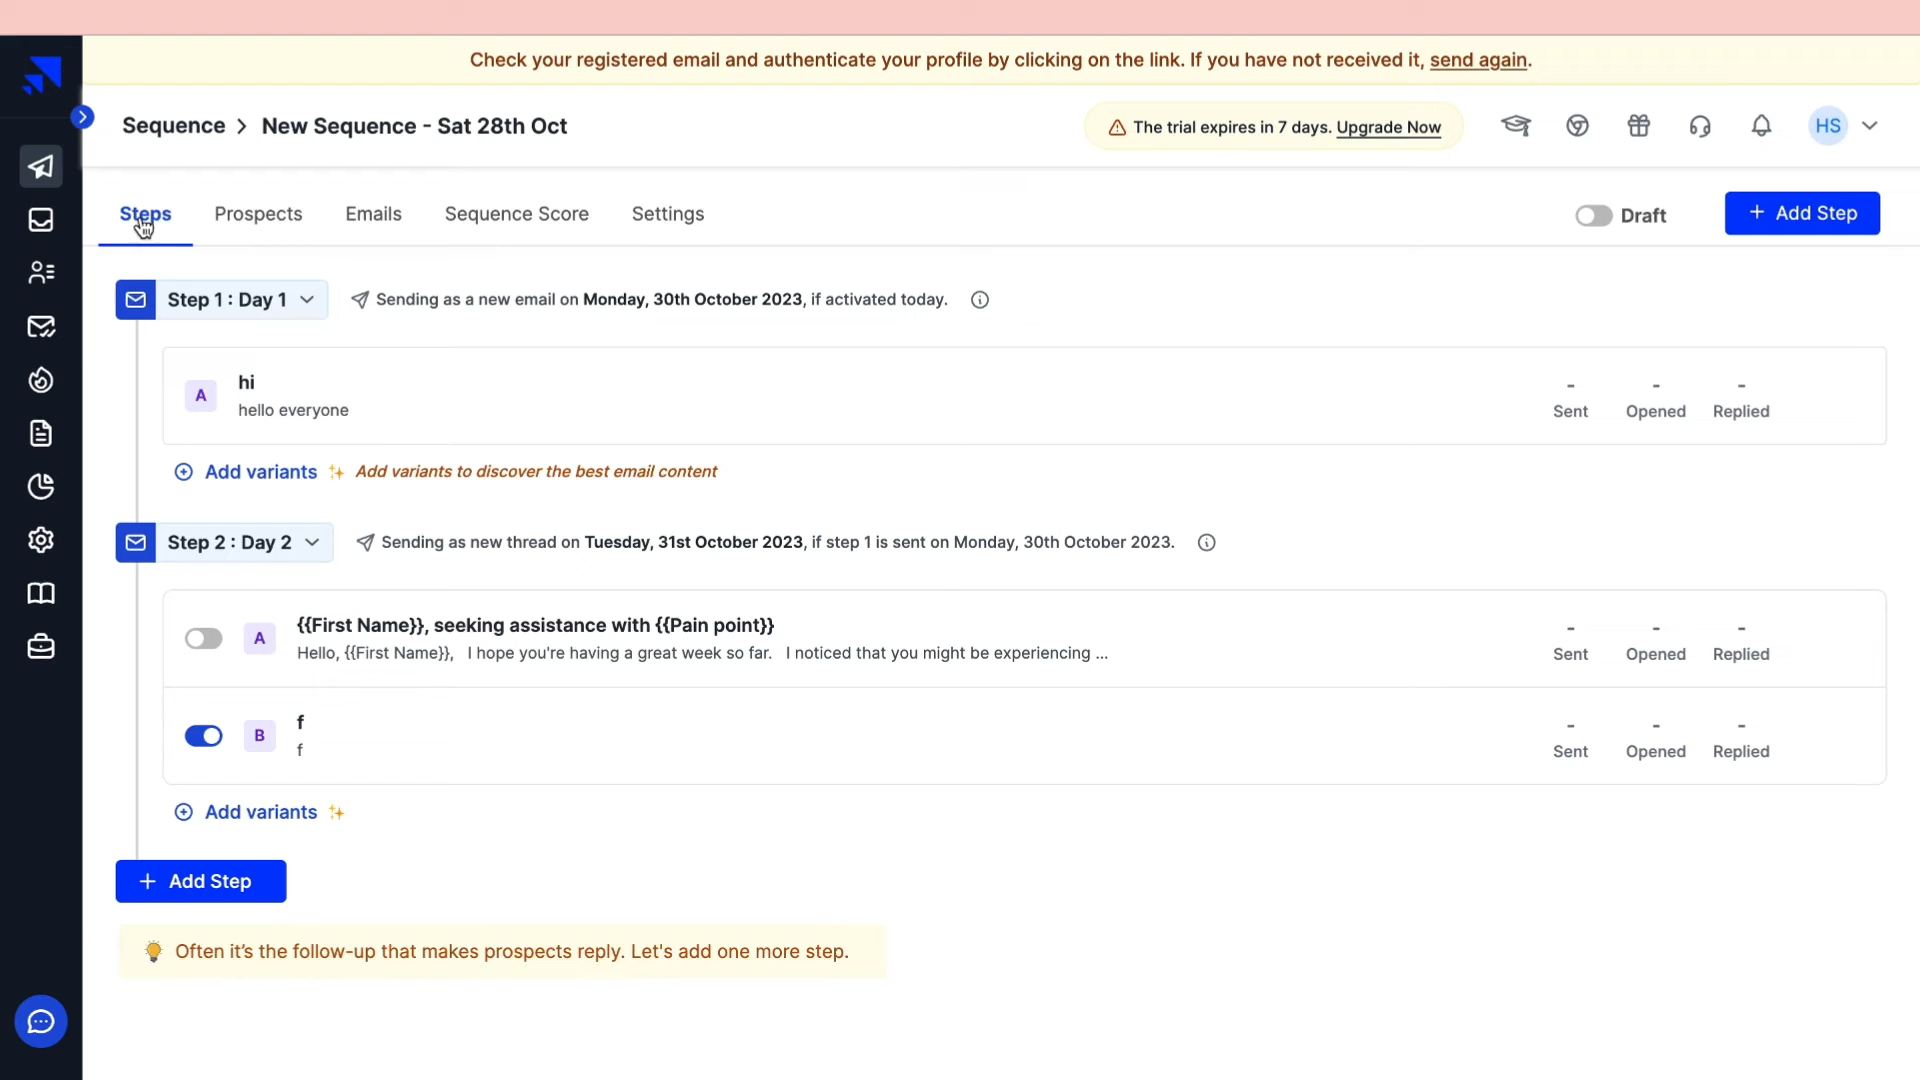 Check your registered email and authenticate your profile by clicking on the link. If you have not received it, send again.
Sequence > New Sequence - Sat 28th Oct
The trial expires in 7 days. Upgrade Now
HS
Steps Prospects Emails Sequence Score Settings
Draft
+ Add Step
Step 1 : Day 1
Sending as a new email on Monday, 30th October 2023, if activated today.
A
hi
hello everyone
- - -
Sent Opened Replied
Add variants
Add variants to discover the best email content
Step 2 : Day 2
Sending as new thread on Tuesday, 31st October 2023, if step 1 is sent on Monday, 30th October 2023.
A
{{First Name}}, seeking assistance with {{Pain point}}
Hello, {{First Name}}, I hope you're having a great week so far. I noticed that you might be experiencing ...
- - -
Sent Opened Replied
B
f
f
- - -
Sent Opened Replied
Add variants
+ Add Step
Often it’s the follow-up that makes prospects reply. Let's add one more step.